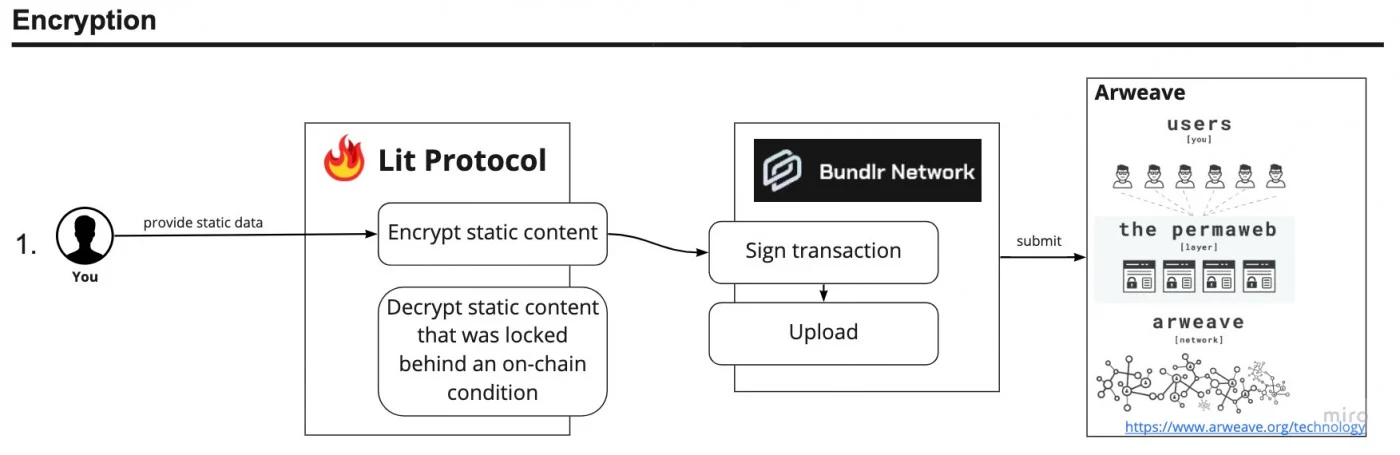 Encryption
1.
You
provide static data
Lit Protocol
Encrypt static content
Decrypt static content
that was locked
behind an on-chain
condition
Bundlr Network
Sign transaction
Upload
submit
Arweave
users
[you]
the permaweb
[layer]
arweave
[network]
miro
https://www.arweave.org/technology